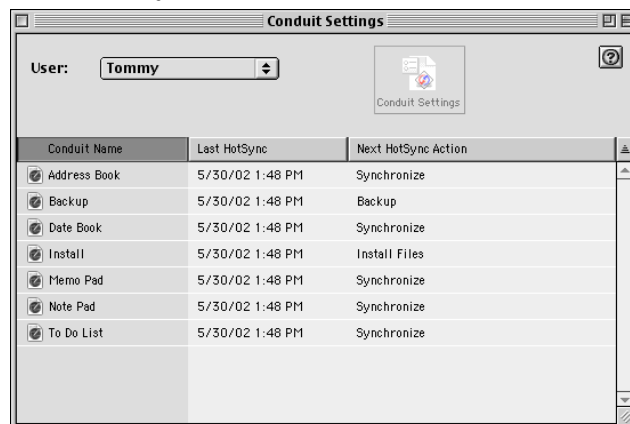 Conduit Settings
User: Tommy
Conduit Settings
Conduit Name Last HotSync Next HotSync Action
Address Book 5/30/02 1:48 PM Synchronize
Backup 5/30/02 1:48 PM Backup
Date Book 5/30/02 1:48 PM Synchronize
Install 5/30/02 1:48 PM Install Files
Memo Pad 5/30/02 1:48 PM Synchronize
Note Pad 5/30/02 1:48 PM Synchronize
To Do List 5/30/02 1:48 PM Synchronize